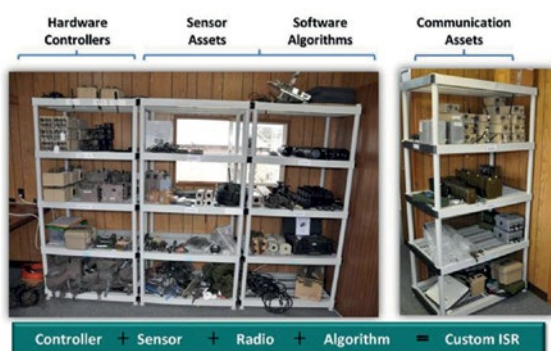 Hardware
Controllers
Sensor
Assets
Software
Algorithms
Communication
Assets
Controller + Sensor + Radio + Algorithm = Custom ISR